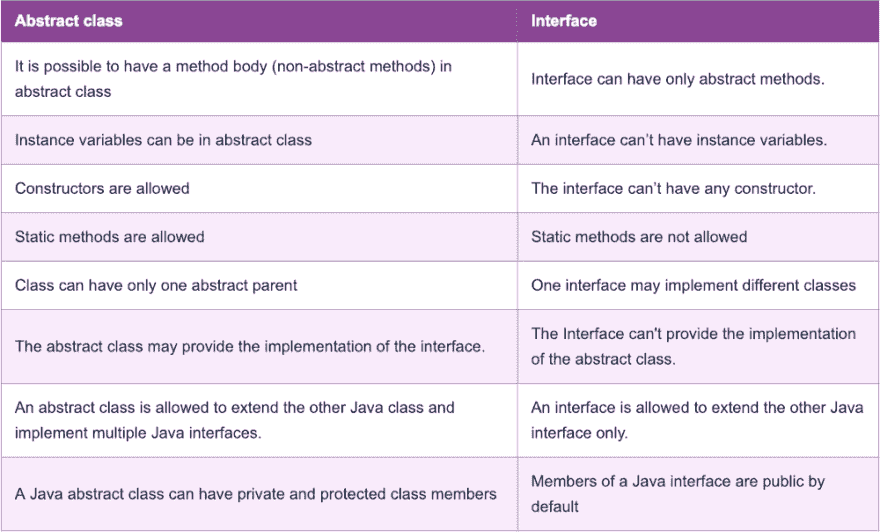 Abstract class
Interface
It is possible to have a method body (non-abstract methods) in
abstract class
Interface can have only abstract methods.
Instance variables can be in abstract class
An interface can’t have instance variables.
Constructors are allowed
The interface can’t have any constructor.
Static methods are allowed
Static methods are not allowed
Class can have only one abstract parent
One interface may implement different classes
The abstract class may provide the implementation of the interface.
The Interface can't provide the implementation
of the abstract class.
An abstract class is allowed to extend the other Java class and
implement multiple Java interfaces.
An interface is allowed to extend the other Java
interface only.
A Java abstract class can have private and protected class members
Members of a Java interface are public by
default